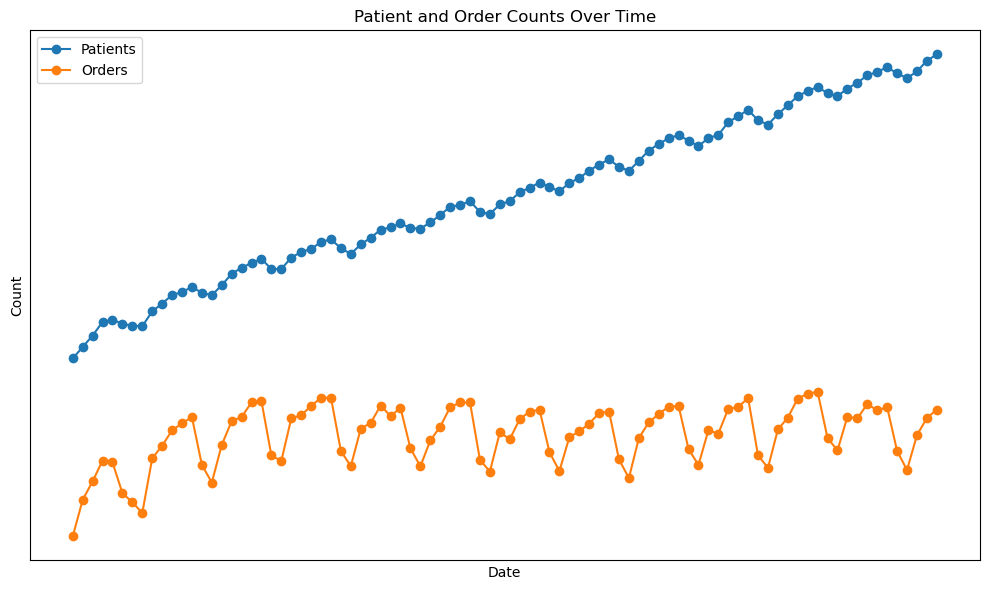 Patient and Order Counts Over Time
Patients
Orders
Count
Date